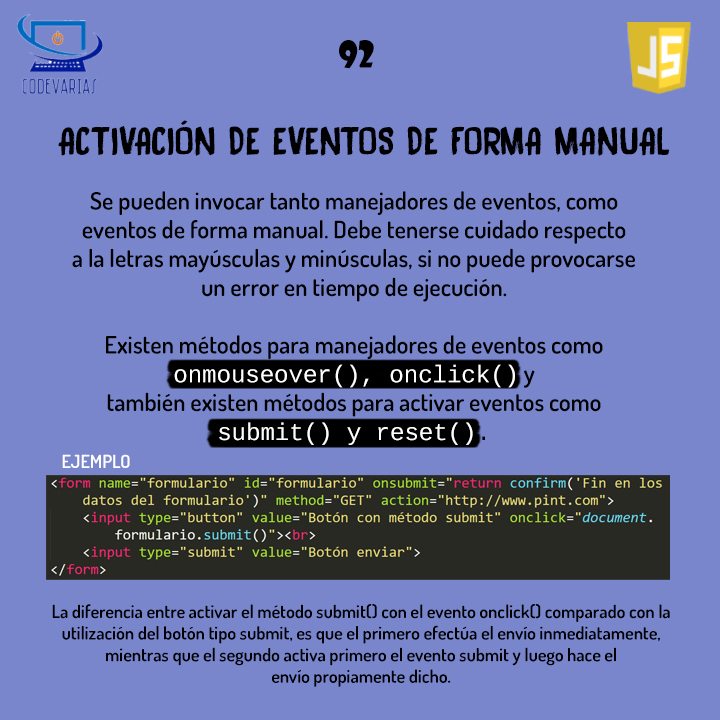 CODEVARIAS
92
JS
ACTIVACIÓN DE EVENTOS DE FORMA MANUAL
Se pueden invocar tanto manejadores de eventos, como
eventos de forma manual. Debe tenerse cuidado respecto
a la letras mayúsculas y minúsculas, si no puede provocarse
un error en tiempo de ejecución.
Existen métodos para manejadores de eventos como
onmouseover(), onclick() y
también existen métodos para activar eventos como
submit() y reset().
EJEMPLO
<form name="formulario" id="formulario" onsubmit="return confirm('Fin en los
datos del formulario')" method="GET" action="http://www.pint.com">
<input type="button" value="Botón con método submit" onclick="document.
formulario.submit()"><br>
<input type="submit" value="Botón enviar">
</form>
La diferencia entre activar el método submit() con el evento onclick() comparado con la
utilización del botón tipo submit, es que el primero efectúa el envío inmediatamente,
mientras que el segundo activa primero el evento submit y luego hace el
envío propiamente dicho.